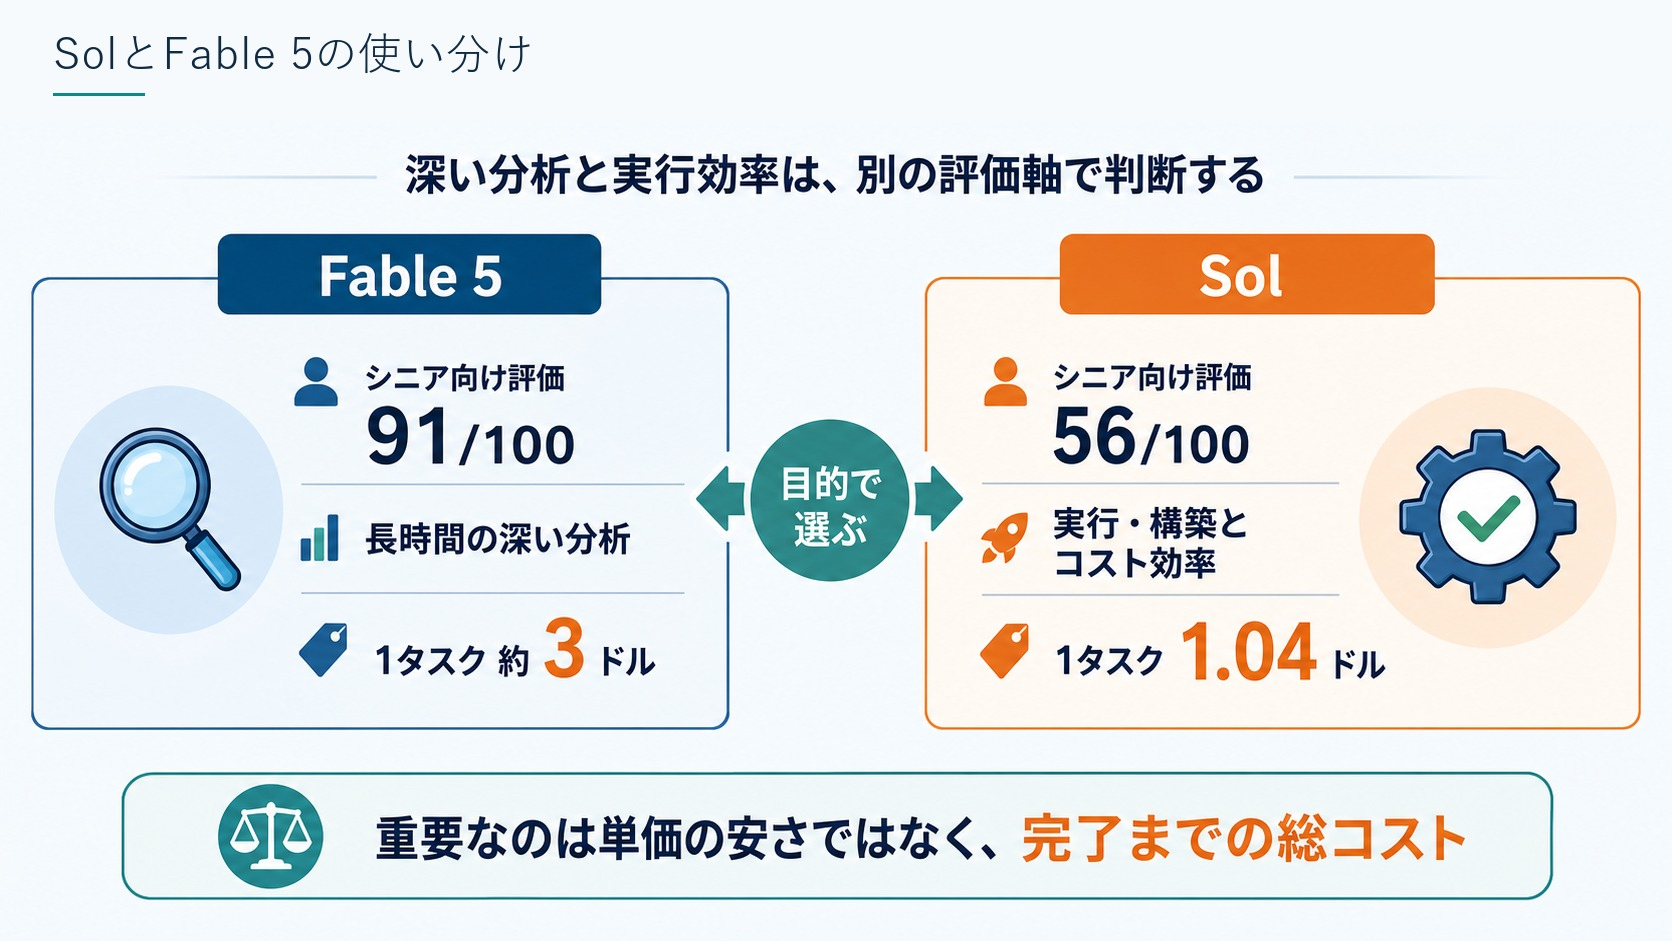 SolとFable 5の使い分け
深い分析と実行効率は、別の評価軸で判断する
Fable 5
シニア向け評価
91/100
長時間の深い分析
1タスク 約 3 ドル
目的で
選ぶ
Sol
シニア向け評価
56/100
実行・構築と
コスト効率
1タスク 1.04 ドル
重要なのは単価の安さではなく、完了までの総コスト